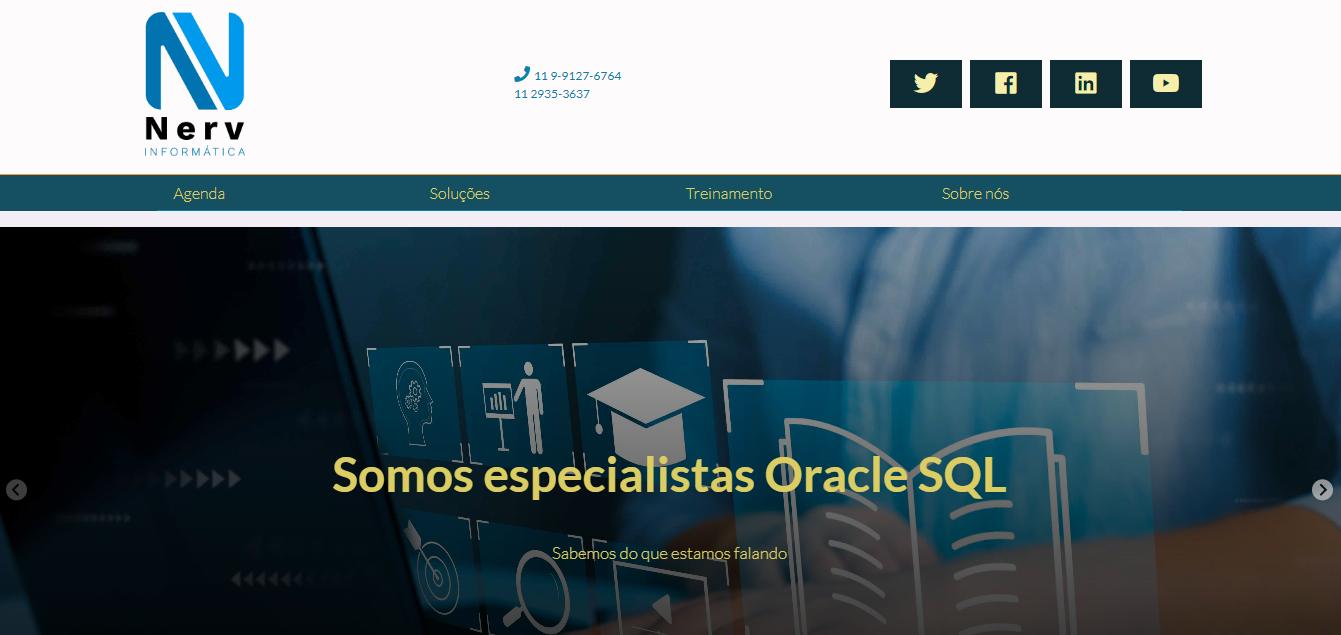 Nerv
INFORMÁTICA
11 9-9127-6764
11 2935-3637
Agenda
Soluções
Treinamento
Sobre nós
Somos especialistas Oracle SQL
Sabemos do que estamos falando